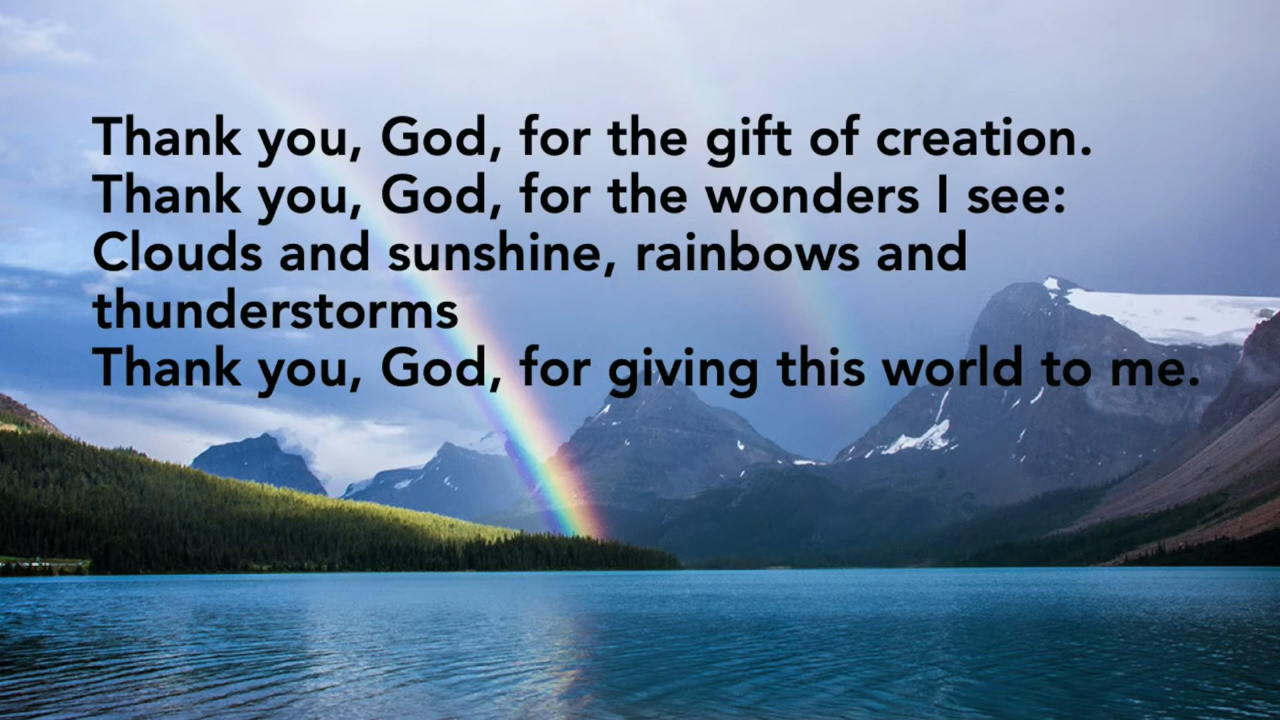 Thank you, God, for the gift of creation.
Thank you, God, for the wonders I see:
Clouds and sunshine, rainbows and
thunderstorms
Thank you, God, for giving this world to me.